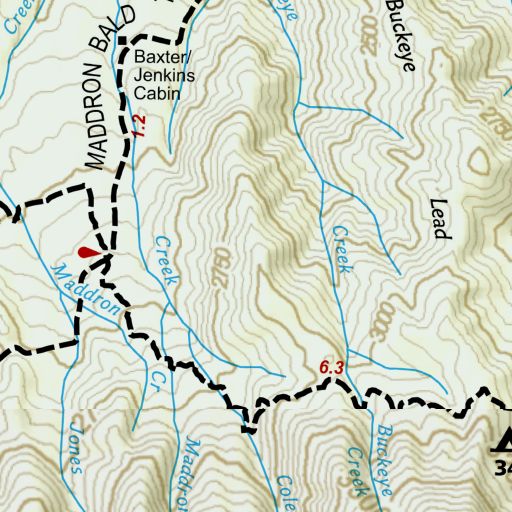 Creek
Buckeye
eye
2500
MADDRON BALD
Baxter/
Jenkins
Cabin
1.2
2750
Lead
Creek
Creek
2750
Maddron
3000
6.3
Cr
Jones
Maddron
Cole
Buckeye
Creek
34